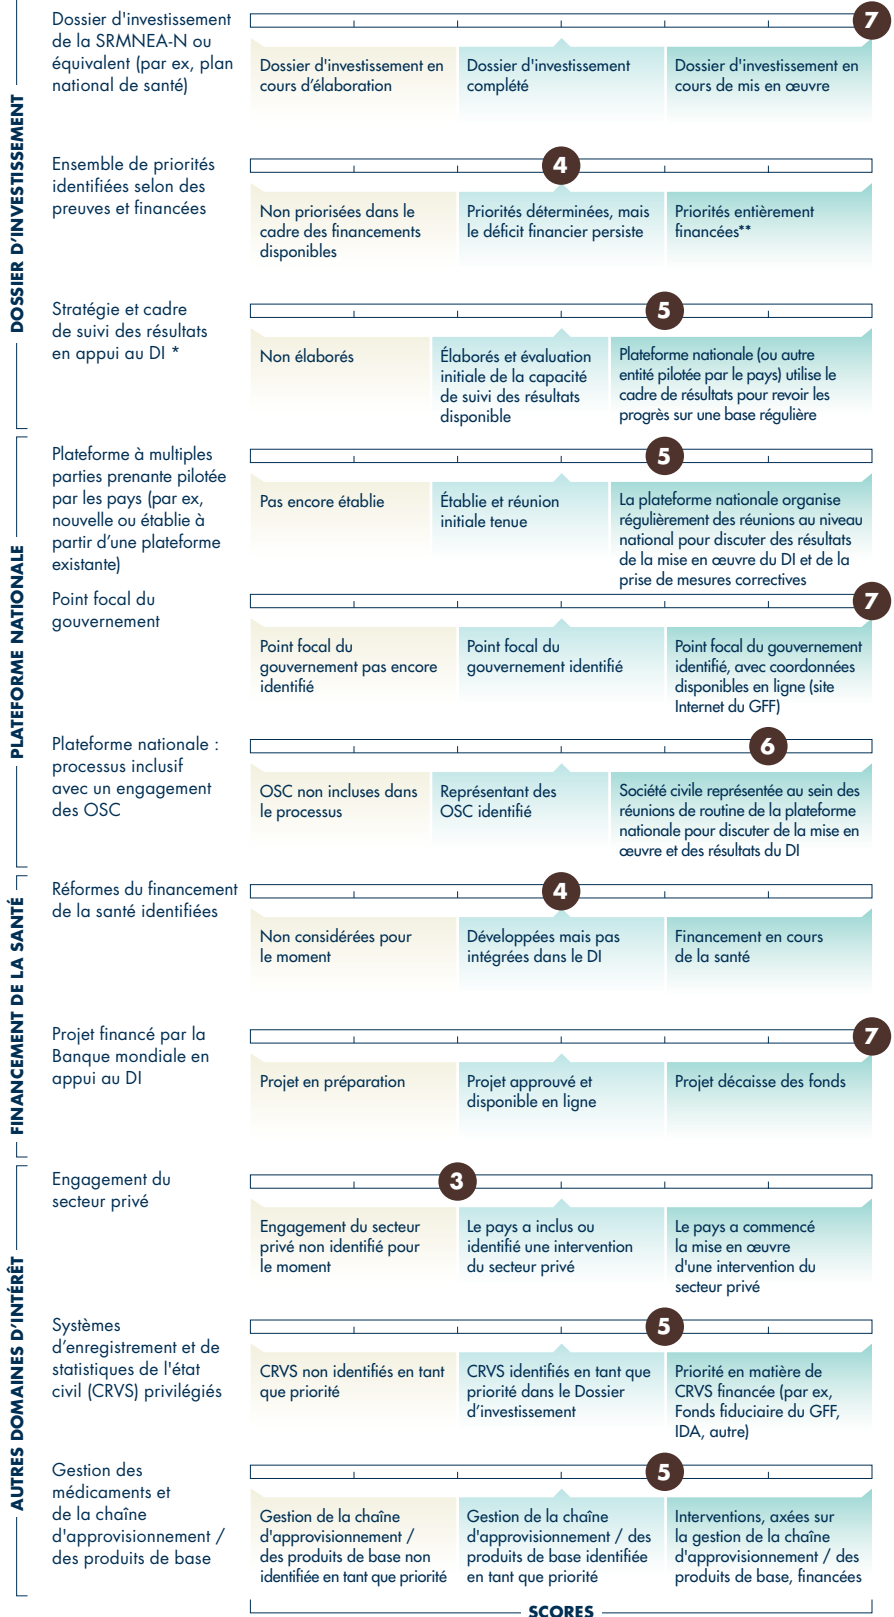 DOSSIER D'INVESTISSEMENT
Dossier d'investissement
de la SRMNEA-N ou
équivalent (par ex, plan
national de santé)
7
Dossier d'investissement en
cours d'élaboration
Dossier d'investissement
complété
Dossier d'investissement en
cours de mis en œuvre
Ensemble de priorités
identifiées selon des
preuves et financées
4
Non priorisées dans le
cadre des financements
disponibles
Priorités déterminées, mais
le déficit financier persiste
Priorités entièrement
financées**
Stratégie et cadre
de suivi des résultats
en appui au DI *
5
Non élaborés
Élaborés et évaluation
initiale de la capacité
de suivi des résultats
disponible
Plateforme nationale (ou autre
entité pilotée par le pays) utilise le
cadre de résultats pour revoir les
progrès sur une base régulière
PLATEFORME NATIONALE
Plateforme à multiples
parties prenante pilotée
par les pays (par ex,
nouvelle ou établie à
partir d'une plateforme
existante)
5
Pas encore établie
Établie et réunion
initiale tenue
La plateforme nationale organise
régulièrement des réunions au niveau
national pour discuter des résultats
de la mise en œuvre du DI et de la
prise de mesures correctives
Point focal du
gouvernement
7
Point focal du
gouvernement pas encore
identifié
Point focal du
gouvernement identifié
Point focal du gouvernement
identifié, avec coordonnées
disponibles en ligne (site
Internet du GFF)
Plateforme nationale :
processus inclusif
avec un engagement
des OSC
6
OSC non incluses dans
le processus
Représentant des
OSC identifié
Société civile représentée au sein des
réunions de routine de la plateforme
nationale pour discuter de la mise en
œuvre et des résultats du DI
FINANCEMENT DE LA SANTÉ
Réformes du financement
de la santé identifiées
4
Non considérées pour
le moment
Développées mais pas
intégrées dans le DI
Financement en cours
de la santé
Projet financé par la
Banque mondiale en
appui au DI
7
Projet en préparation
Projet approuvé et
disponible en ligne
Projet décaisse des fonds
AUTRES DOMAINES D'INTÉRÊT
Engagement du
secteur privé
3
Engagement du secteur
privé non identifié pour
le moment
Le pays a inclus ou
identifié une intervention
du secteur privé
Le pays a commencé
la mise en œuvre
d'une intervention du
secteur privé
Systèmes
d'enregistrement et de
statistiques de l'état
civil (CRVS) privilégiés
5
CRVS non identifiés en tant
que priorité
CRVS identifiés en tant que
priorité dans le Dossier
d'investissement
Priorité en matière de
CRVS financée (par ex,
Fonds fiduciaire du GFF,
IDA, autre)
Gestion des
médicaments et
de la chaîne
d'approvisionnement /
des produits de base
5
Gestion de la chaîne
d'approvisionnement /
des produits de base non
identifiée en tant que priorité
Gestion de la chaîne
d'approvisionnement / des
produits de base identifiée
en tant que priorité
Interventions, axées sur
la gestion de la chaîne
d'approvisionnement / des
produits de base, financées
SCORES